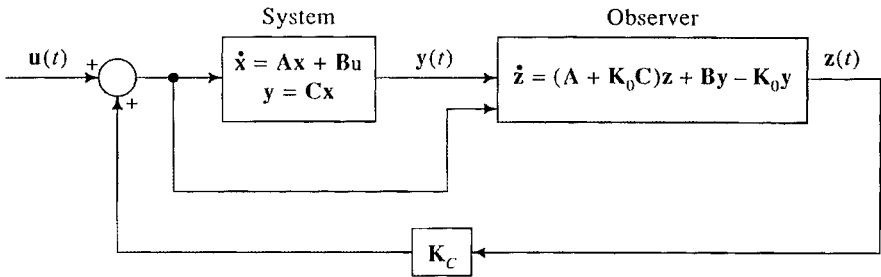 System
Observer
u(t)
+
+
ẋ = Ax + Bu
y = Cx
y(t)
ż = (A + K₀C)z + By – K₀y
z(t)
K_C